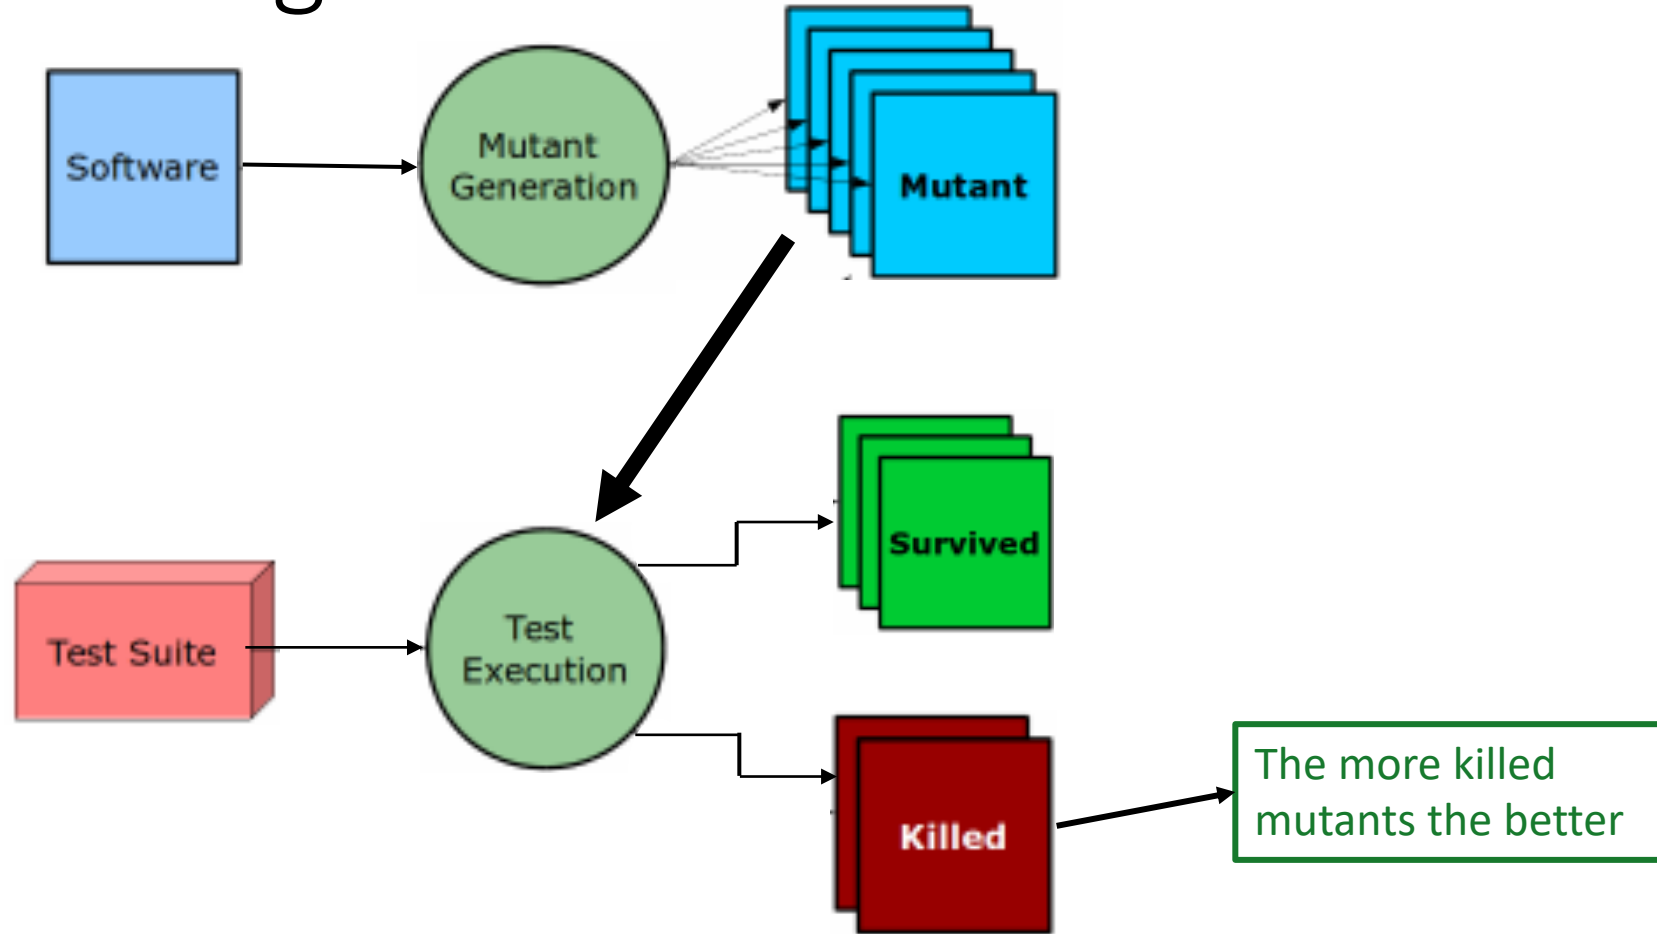 Software
Mutant
Generation
Mutant
Survived
Test Suite
Test
Execution
Killed
The more killed
mutants the better